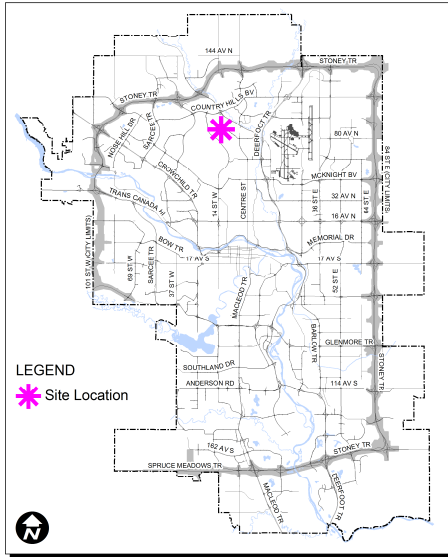 144 AV N
STONEY TR
STONEY TR
COUNTRY HILLS BV
NOSE HILL DR
SARCEE TR
DEERFOOT TR
80 AV N
84 ST E (CITY LIMITS)
CROWCHILD TR
14 ST W
CENTRE ST
MCKNIGHT BV
36 ST E
32 AV N
44 ST E
16 AV N
TRANS CANADA HI
101 ST W (CITY LIMITS)
BOW TR
MEMORIAL DR
17 AV S
17 AV S
69 ST W
SARCEE TR
37 ST W
MACLEOD TR
52 ST E
BARLOW TR
GLENMORE TR
STONEY TR
SOUTHLAND DR
ANDERSON RD
114 AV S
LEGEND
Site Location
162 AV S
STONEY TR
SPRUCE MEADOWS TR
MACLEOD TR
DEERFOOT TR
N